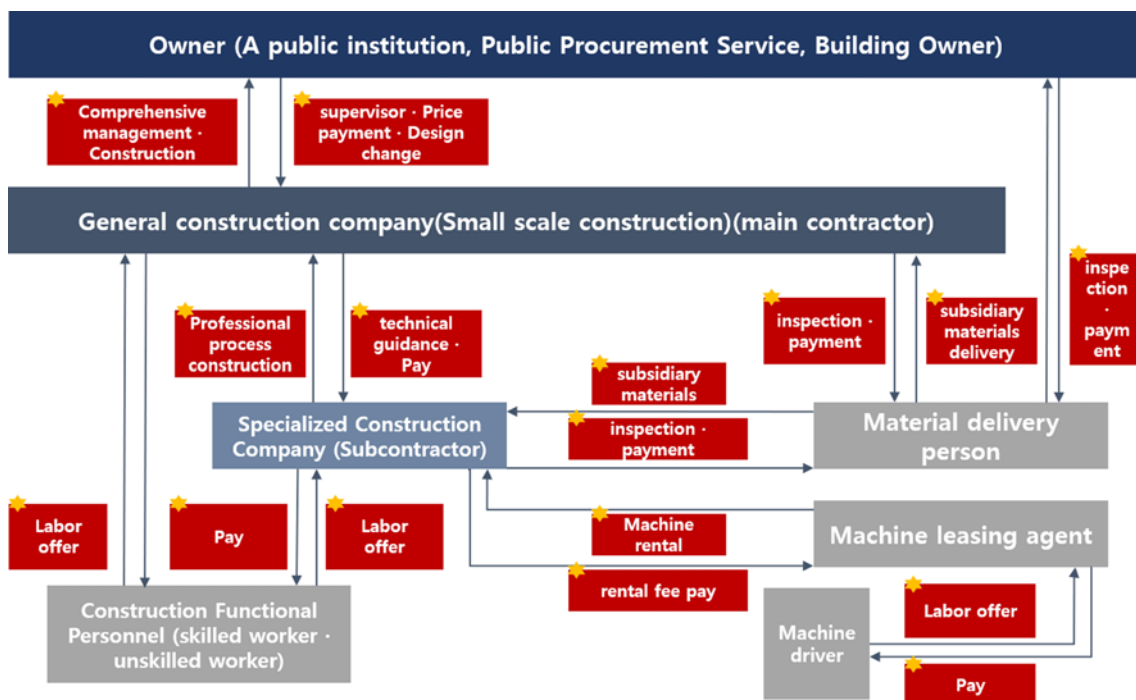 Owner (A public institution, Public Procurement Service, Building Owner)
Comprehensive
management ·
Construction
supervisor · Price
payment · Design
change
General construction company(Small scale construction)(main contractor)
Professional
process
construction
technical
guidance ·
Pay
inspection ·
payment
subsidiary
materials
delivery
inspe
ction
·
paym
ent
subsidiary
materials
Specialized Construction
Company (Subcontractor)
inspection ·
payment
Material delivery
person
Labor
offer
Pay
Labor
offer
Machine
rental
Machine leasing agent
rental fee pay
Construction Functional
Personnel (skilled worker ·
unskilled worker)
Machine
driver
Labor offer
Pay